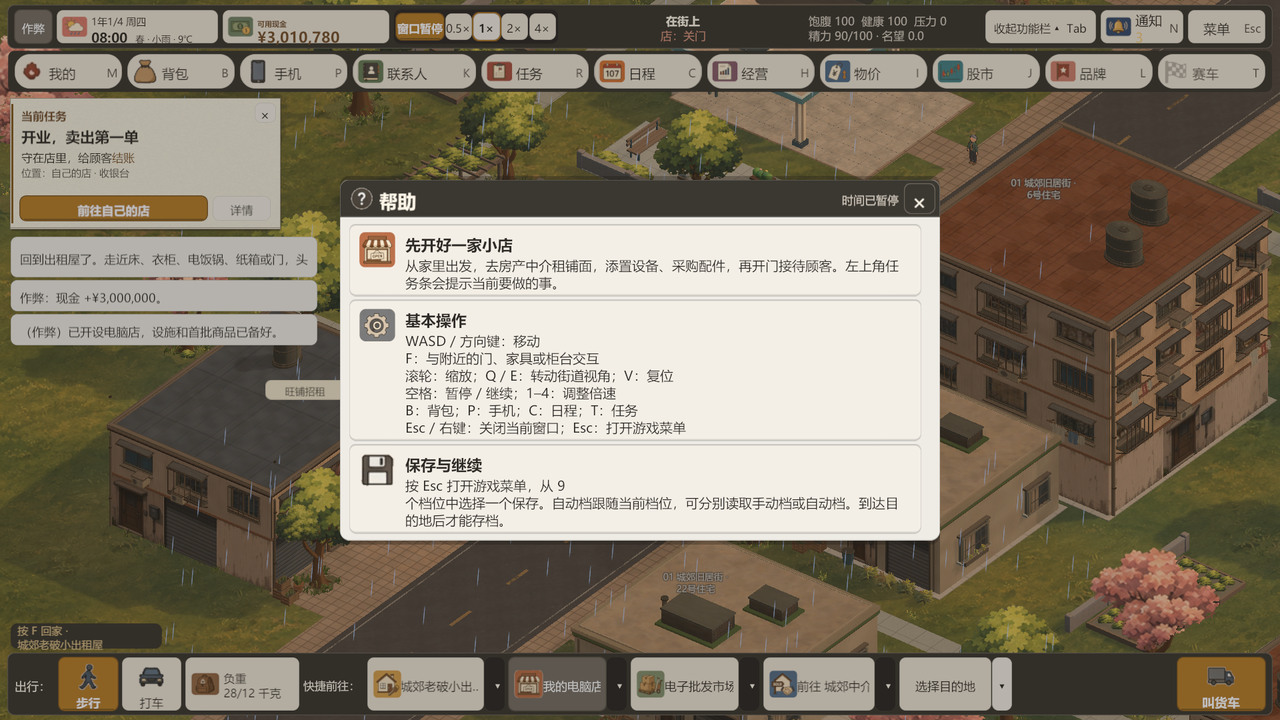 作弊
1年1/4 周四
08:00 春 · 小雨 · 9℃
可用现金
¥3,010,780
窗口暂停 0.5× 1× 2× 4×
在街上
店：关门
饱腹 100 健康 100 压力 0
精力 90/100 · 名望 0.0
收起功能栏 Tab
通知 N
3
菜单 Esc
我的 M
背包 B
手机 P
联系人 K
任务 R
107 日程 C
经营 H
物价 I
股市 J
品牌 L
赛车 T
当前任务
×
开业，卖出第一单
守在店里，给顾客结账
位置：自己的店 · 收银台
前往自己的店
详情
回到出租屋了。走近床、衣柜、电饭锅、纸箱或门，头
作弊：现金 +¥3,000,000。
（作弊）已开设电脑店，设施和首批商品已备好。
旺铺招租
01 城郊旧居街 ·
6号住宅
? 帮助
时间已暂停
×
先开好一家小店
从家里出发，去房产中介租铺面，添置设备、采购配件，再开门接待顾客。左上角任
务条会提示当前要做的事。
基本操作
WASD / 方向键：移动
F：与附近的门、家具或柜台交互
滚轮：缩放；Q / E：转动街道视角；V：复位
空格：暂停 / 继续；1–4：调整倍速
B：背包；P：手机；C：日程；T：任务
Esc / 右键：关闭当前窗口；Esc：打开游戏菜单
保存与继续
按 Esc 打开游戏菜单，从 9
个档位中选择一个保存。自动档跟随当前档位，可分别读取手动档或自动档。到达目
的地后才能存档。
01 城郊旧居街 ·
22号住宅
按 F 回家 ·
城郊老破小出租屋
出行：
步行
打车
负重
28/12 千克
快捷前往：
城郊老破小出..
我的电脑店
电子批发市场
前往 城郊中介
选择目的地
叫货车